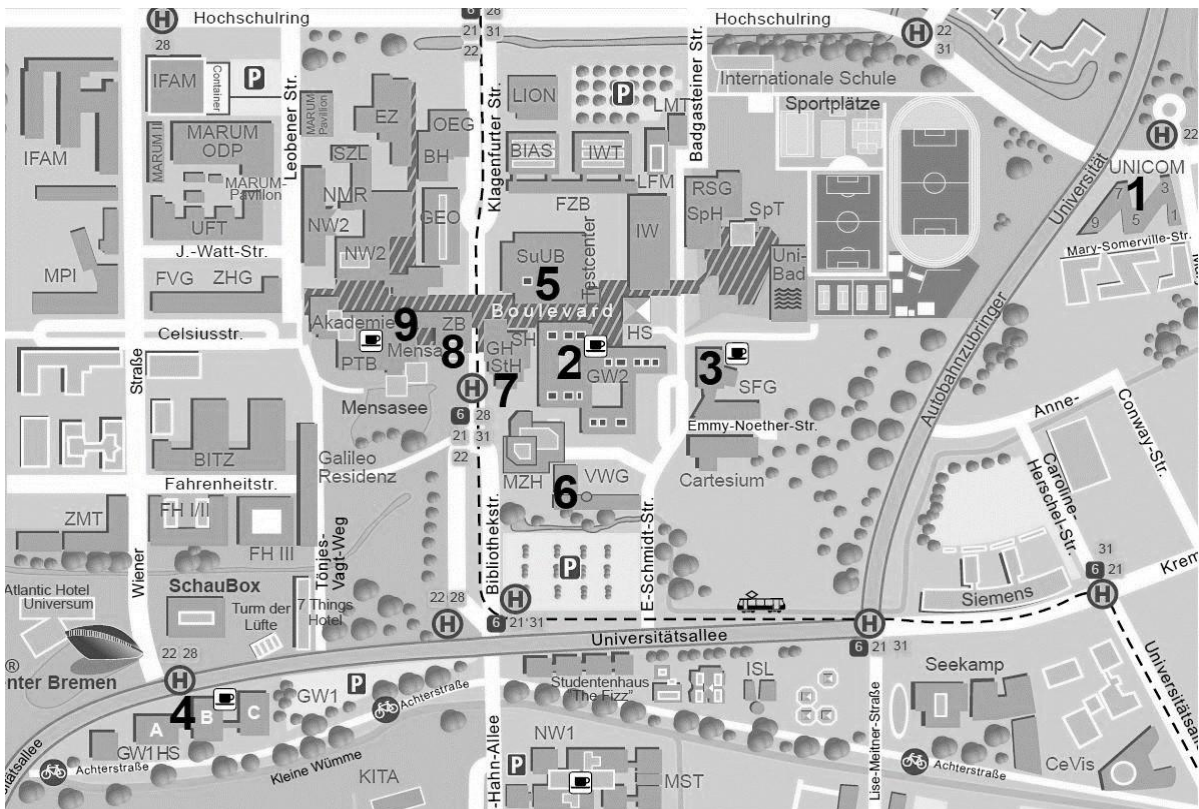 Hochschulring
H
28
6
28
21
31
22
Hochschulring
H
22
31
IFAM
Container
P
Leobener Str.
MARUM
Pavillon
EZ
OEG
BH
Klagenfurter Str.
LION
P
LMT
Badgasteiner Str.
Internationale Schule
Sportplätze
Universität
H
22
UNICOM
1
7
3
9
5
1
Mary-Somerville-Str.
IFAM
MARUM II
MARUM
ODP
MARUM-
Pavillon
UFT
SZL
NMR
NW2
NW2
GEO
BIAS
IWT
LFM
FZB
IW
RSG
SpH
SpT
Uni-
Bad
J.-Watt-Str.
MPI
FVG
ZHG
SuUB
5
Testcenter
Boulevard
Celsiusstr.
Akademie
9
ZB
Mensa
8
PTB
SH
GH
StH
7
2
GW2
HS
3
SFG
Autobahnzubringer
Straße
Mensasee
H
6
28
21
31
22
Emmy-Noether-Str.
Anne-
Conway-Str.
BITZ
Galileo
Residenz
MZH
VWG
6
Cartesium
Caroline-
Herschel-Str.
Fahrenheitstr.
ZMT
FH I/II
FH III
Tönjes-
Vagt-Weg
Bibliothekstr.
P
E.-Schmidt-Str.
31
6
21
H
Krem
Wiener
SchauBox
Atlantic Hotel
Universum
Turm der
Lüfte
7 Things
Hotel
22 28
H
H
6 21 31
Universitätsallee
H
6 21 31
Siemens
Universitätsal
®
enter Bremen
22 28
H
4
A
B
C
GW1
P
GW1HS
Achterstraße
Studentenhaus
"The Fizz"
ISL
Seekamp
itätsallee
Achterstraße
Kleine Wümme
KITA
-Hahn-Allee
P
NW1
MST
Lise-Meitner-Straße
Achterstraße
CeVis